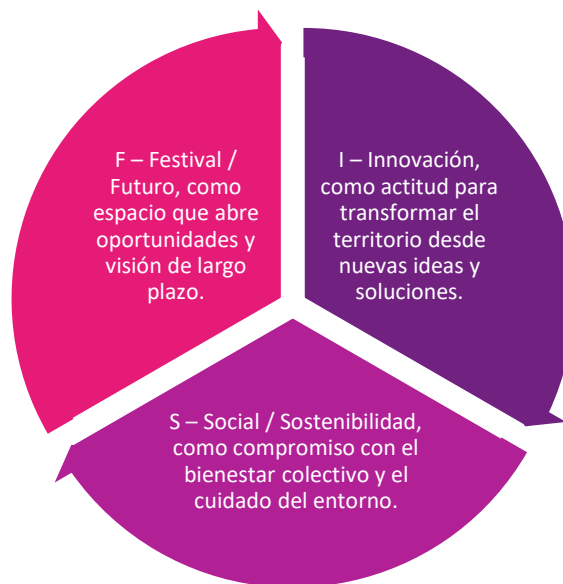 F – Festival /
Futuro, como
espacio que abre
oportunidades y
visión de largo
plazo.
I – Innovación,
como actitud para
transformar el
territorio desde
nuevas ideas y
soluciones.
S – Social / Sostenibilidad,
como compromiso con el
bienestar colectivo y el
cuidado del entorno.